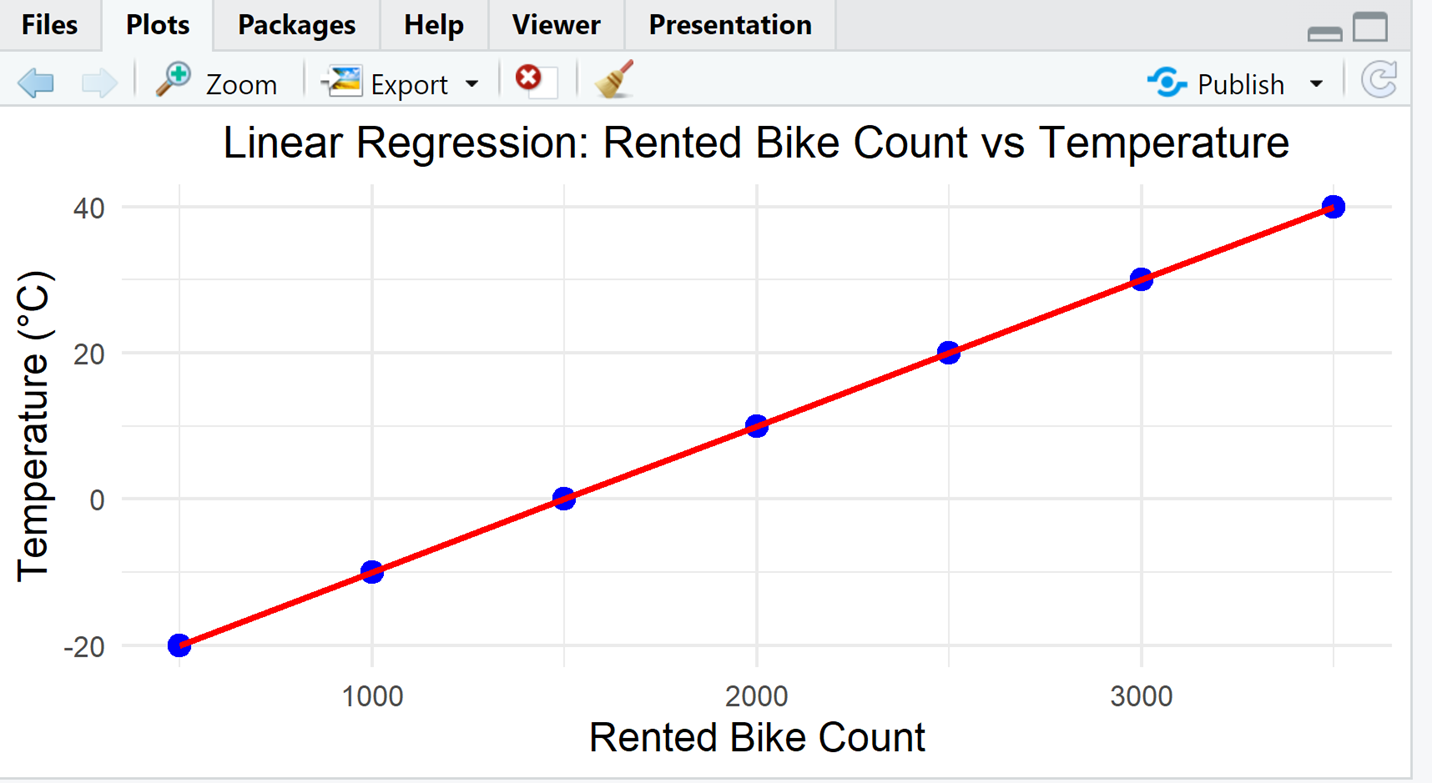 Files Plots Packages Help Viewer Presentation
Zoom Export Publish
Linear Regression: Rented Bike Count vs Temperature
40
20
0
-20
Temperature (°C)
1000 2000 3000
Rented Bike Count